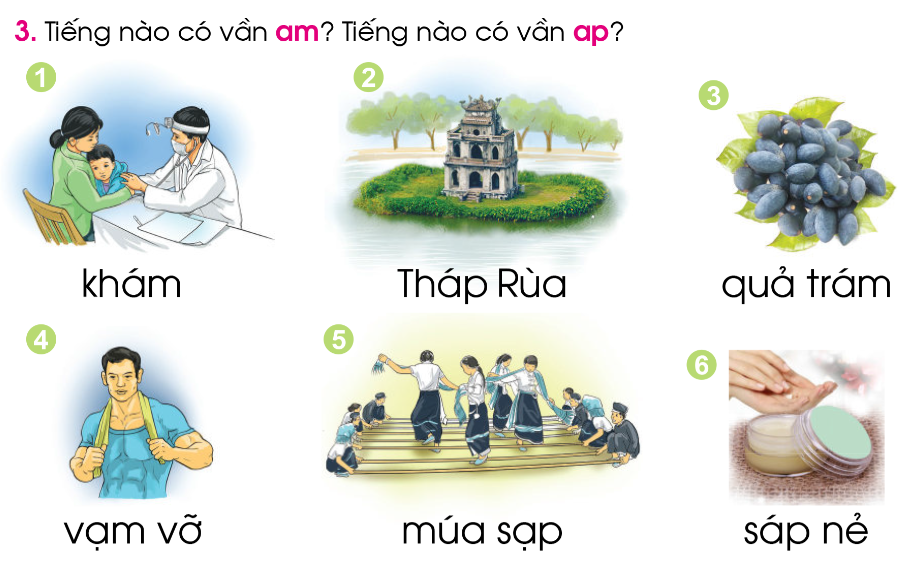 3. Tiếng nào có vần am? Tiếng nào có vần ap?
1
2
3
khám
Tháp Rùa
quả trám
4
5
6
vạm vỡ
múa sạp
sáp nẻ